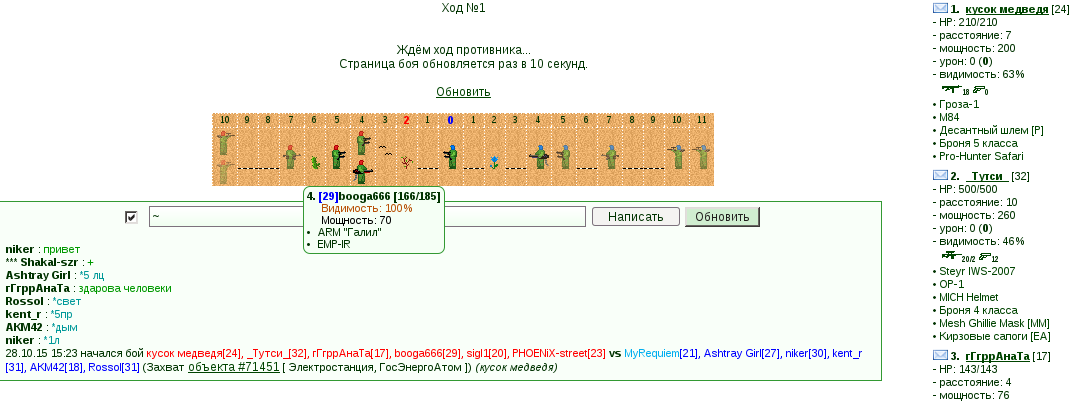 Ход №1
Ждём ход противника...
Страница боя обновляется раз в 10 секунд.
Обновить
10 9 8 7 6 5 4 3 2 1 0 1 2 3 4 5 6 7 8 9 10 11
4. [29]booga666 [166/185]
Видимость: 100%
Мощность: 70
• ARM "Галил"
• EMP-IR
~
Написать
Обновить
niker : привет
*** Shakal-szr : +
Ashtray Girl : *5 лц
гГгррАнаТа : здарова человеки
Rossol : *свет
kent_r : *5пр
АКМ42 : *дым
niker : *1л
28.10.15 15:23 начался бой кусок медведя[24], _Тутси_[32], гГгррАнаТа[17], booga666[29], sigl1[20], PHOENiX-street[23] vs MyRequiem[21], Ashtray Girl[27], niker[30], kent_r
[31], АКМ42[18], Rossol[31] (Захват объекта #71451 [ Электростанция, ГосЭнергоАтом ]) (кусок медведя)
1. кусок медведя [24]
- HP: 210/210
- расстояние: 7
- мощность: 200
- урон: 0 (0)
- видимость: 63%
18 0
• Гроза-1
• M84
• Десантный шлем [P]
• Броня 5 класса
• Pro-Hunter Safari
2. _Тутси_ [32]
- HP: 500/500
- расстояние: 10
- мощность: 260
- урон: 0 (0)
- видимость: 46%
20/2 12
• Steyr IWS-2007
• OP-1
• MICH Helmet
• Броня 4 класса
• Mesh Ghillie Mask [MM]
• Кирзовые сапоги [EA]
3. гГгррАнаТа [17]
- HP: 143/143
- расстояние: 4
- мощность: 76